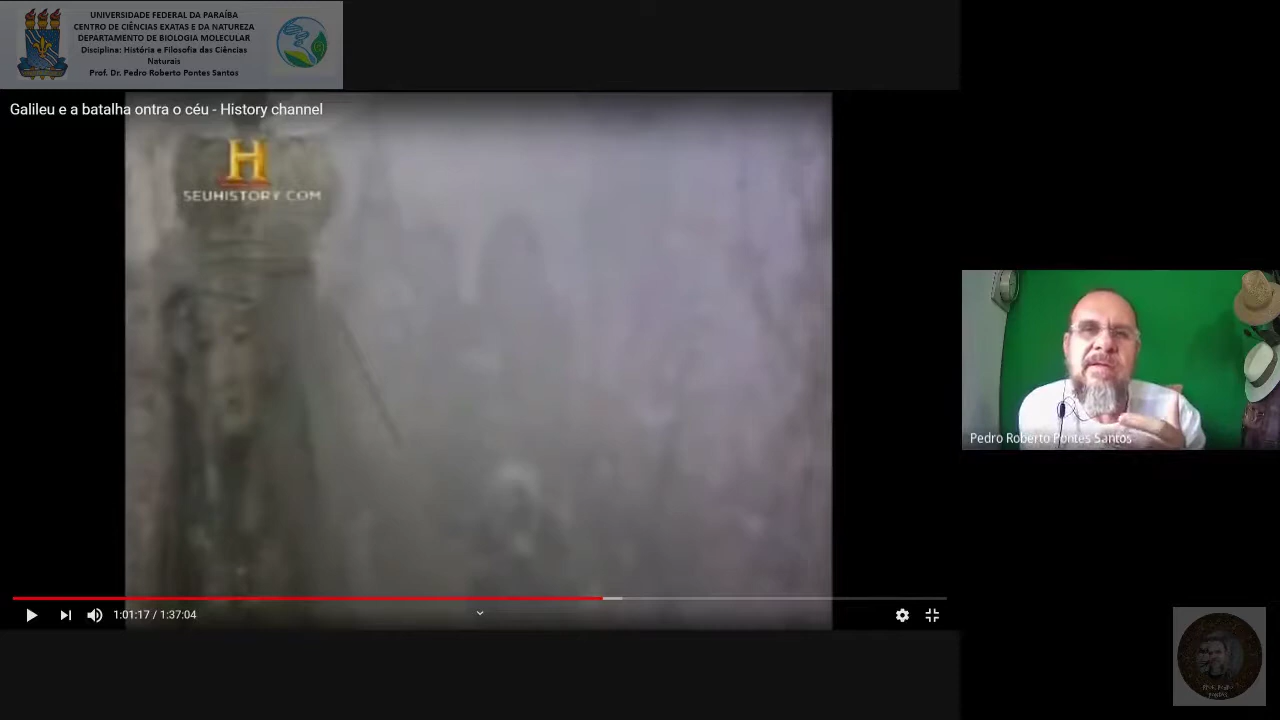 UNIVERSIDADE FEDERAL DA PARAÍBA
CENTRO DE CIÊNCIAS EXATAS E DA NATUREZA
DEPARTAMENTO DE BIOLOGIA MOLECULAR
Disciplina: História e Filosofia das Ciências
Naturais
Prof. Dr. Pedro Roberto Pontes Santos
Galileu e a batalha ontra o céu - History channel
H
SEUHISTORY.COM
Pedro Roberto Pontes Santos
1:01:17 / 1:37:04